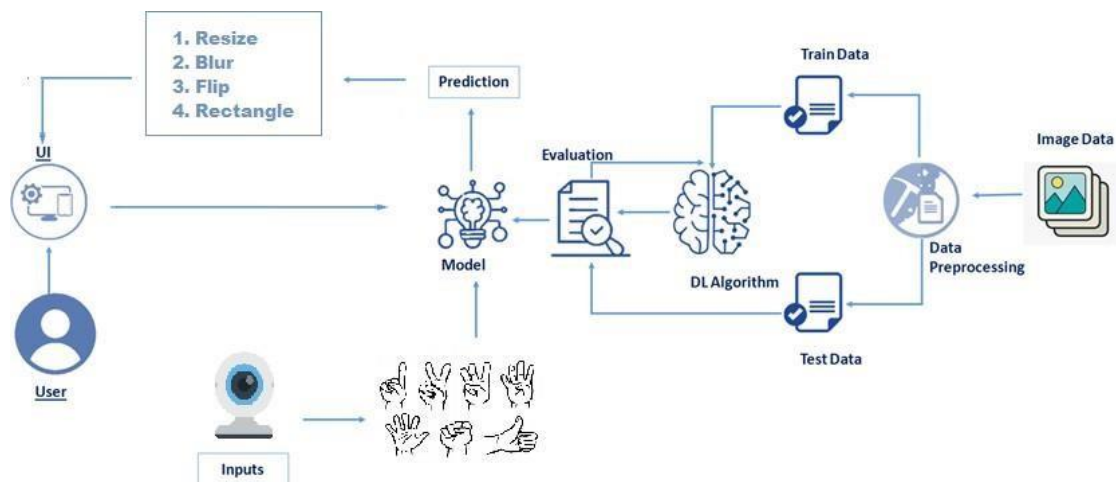 1. Resize
2. Blur
3. Flip
4. Rectangle
Prediction
Train Data
Image Data
UI
Evaluation
Model
DL Algorithm
Data
Preprocessing
Test Data
User
Inputs